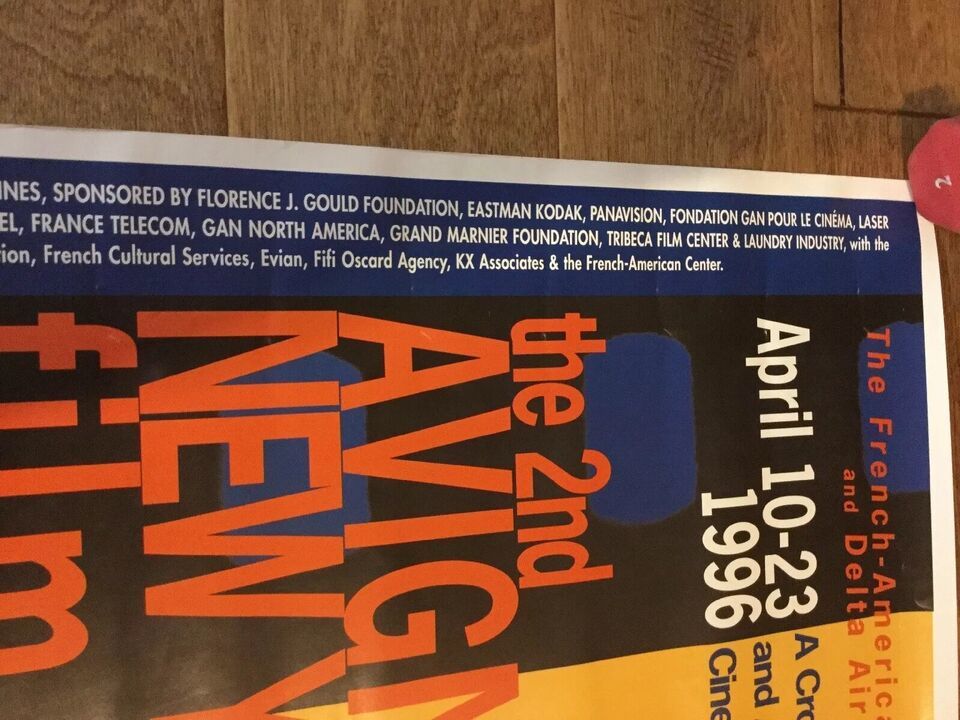 INES, SPONSORED BY FLORENCE J. GOULD FOUNDATION, EASTMAN KODAK, PANAVISION, FONDATION GAN POUR LE CINÉMA, LASER
EL, FRANCE TELECOM, GAN NORTH AMERICA, GRAND MARNIER FOUNDATION, TRIBECA FILM CENTER & LAUNDRY INDUSTRY, with the
tion, French Cultural Services, Evian, Fifi Oscard Agency, KX Associates & the French-American Center.
The French-Americ
and Delta Air
April 10-23
1996
A Cro
and
Cine
the 2nd
AVIGN
NEW Y
film
2